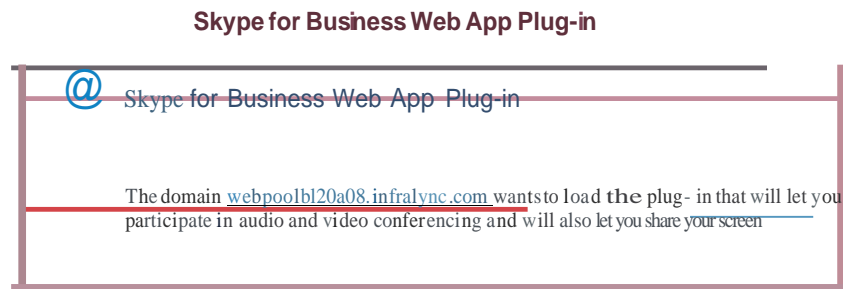 Skype for Business Web App Plug-in
@ Skype for Business Web App Plug-in
The domain webpoolbl20a08.infralync.com wants to load the plug- in that will let you
participate in audio and video conferencing and will also let you share your screen